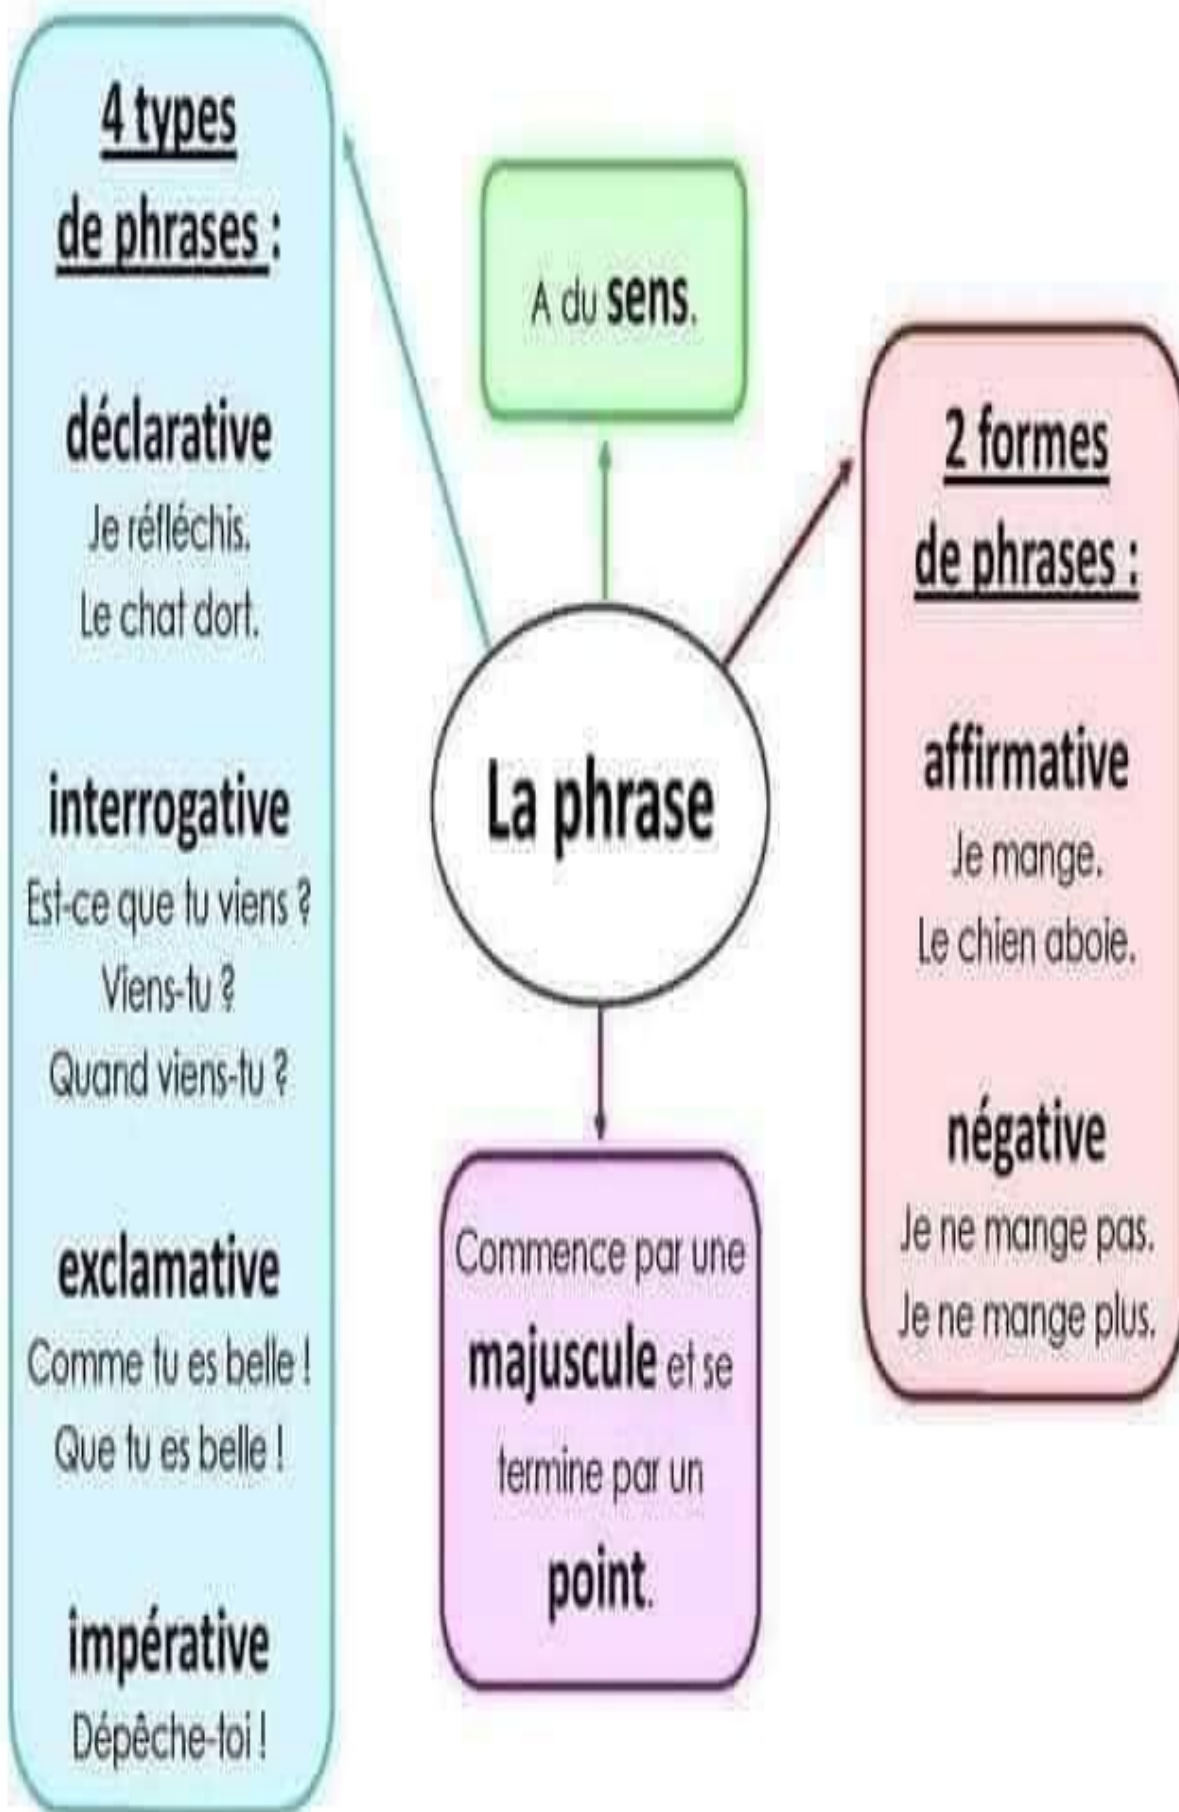 4 types
de phrases :
déclarative
Je réfléchis.
Le chat dort.
interrogative
Est-ce que tu viens ?
Viens-tu ?
Quand viens-tu ?
exclamative
Comme tu es belle !
Que tu es belle !
impérative
Dépêche-toi !
A du sens.
La phrase
Commence par une
majuscule et se
termine par un
point.
2 formes
de phrases :
affirmative
Je mange.
Le chien aboie.
négative
Je ne mange pas.
Je ne mange plus.